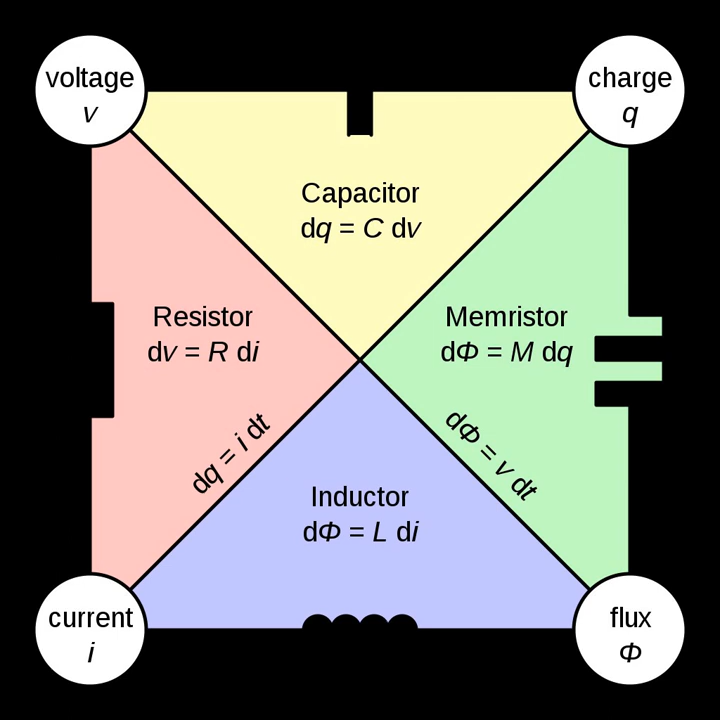 voltage
v
charge
q
Capacitor
dq = C dv
Resistor
dv = R di
Memristor
dΦ = M dq
dq = i dt
dΦ = v dt
Inductor
dΦ = L di
current
i
flux
Φ